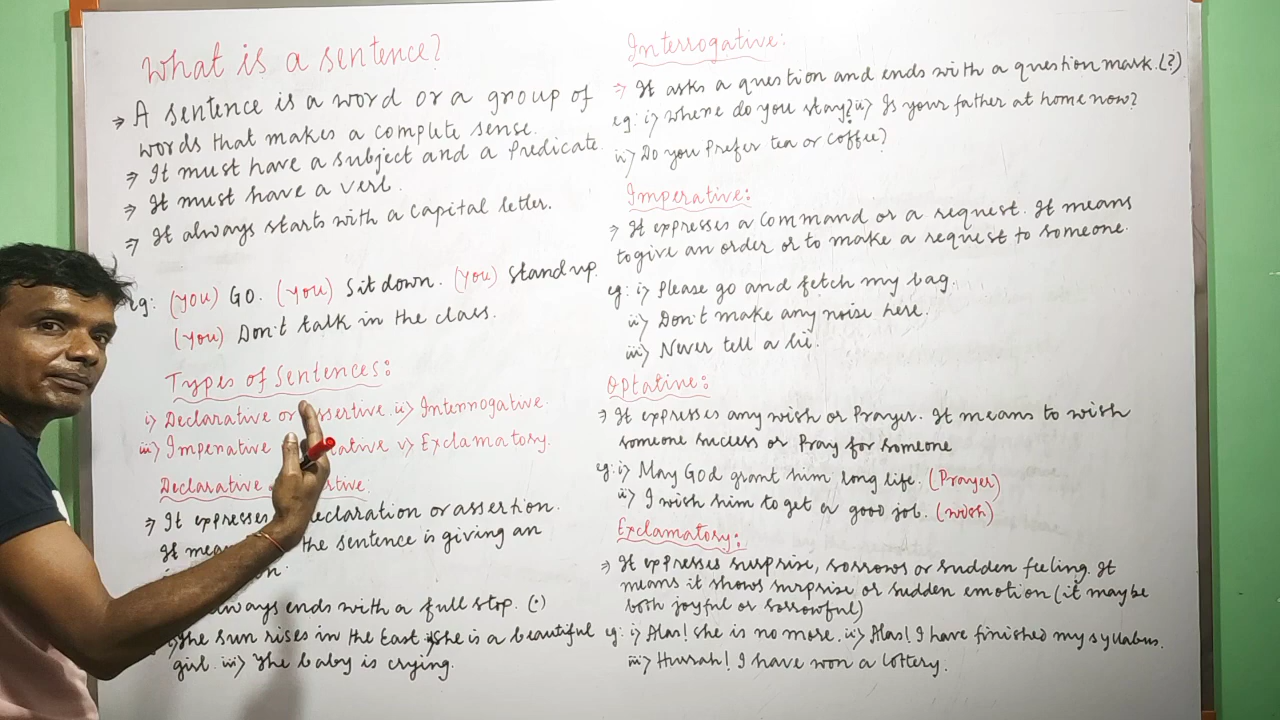 What is a sentence?
⇒ A sentence is a word or a group of
words that makes a complete sense.
⇒ It must have a subject and a Predicate.
⇒ It must have a verb.
⇒ It always starts with a Capital letter.
eg: (you) Go. (you) Sit down. (you) stand up.
(you) Don't talk in the class.
Types of Sentences:
i) Declarative or ssertive. ii) Interrogative.
iii) Imperative tative v) Exclamatory.
Declarative rtive:
⇒ It expresses eclaration or assertion.
It mea the sentence is giving an
ways ends with a full stop. (.)
i) The sun rises in the East. ii) She is a beautiful
girl. iii) The baby is crying.
Interrogative:
⇒ It asks a question and ends with a question mark. (?)
eg: i) where do you stay? ii) Is your father at home now?
ii) Do you Prefer tea or coffee?
Imperative:
⇒ It expresses a Command or a request. It means
to give an order or to make a request to someone.
eg: i) Please go and fetch my bag.
ii) Don't make any noise here.
iii) Never tell a lie.
Optative:
⇒ It expresses any wish or Prayer. It means to wish
someone success or Pray for someone
eg: i) May God grant him long life. (Prayer)
ii) I wish him to get a good job. (wish)
Exclamatory:
⇒ It expresses surprise, sorrows or sudden feeling. It
means it shows surprize or sudden emotion (it may be
both joyful or sorrowful)
eg: i) Alas! she is no more. ii) Alas! I have finished my syllabus.
iii) Hurrah! I have won a lottery.